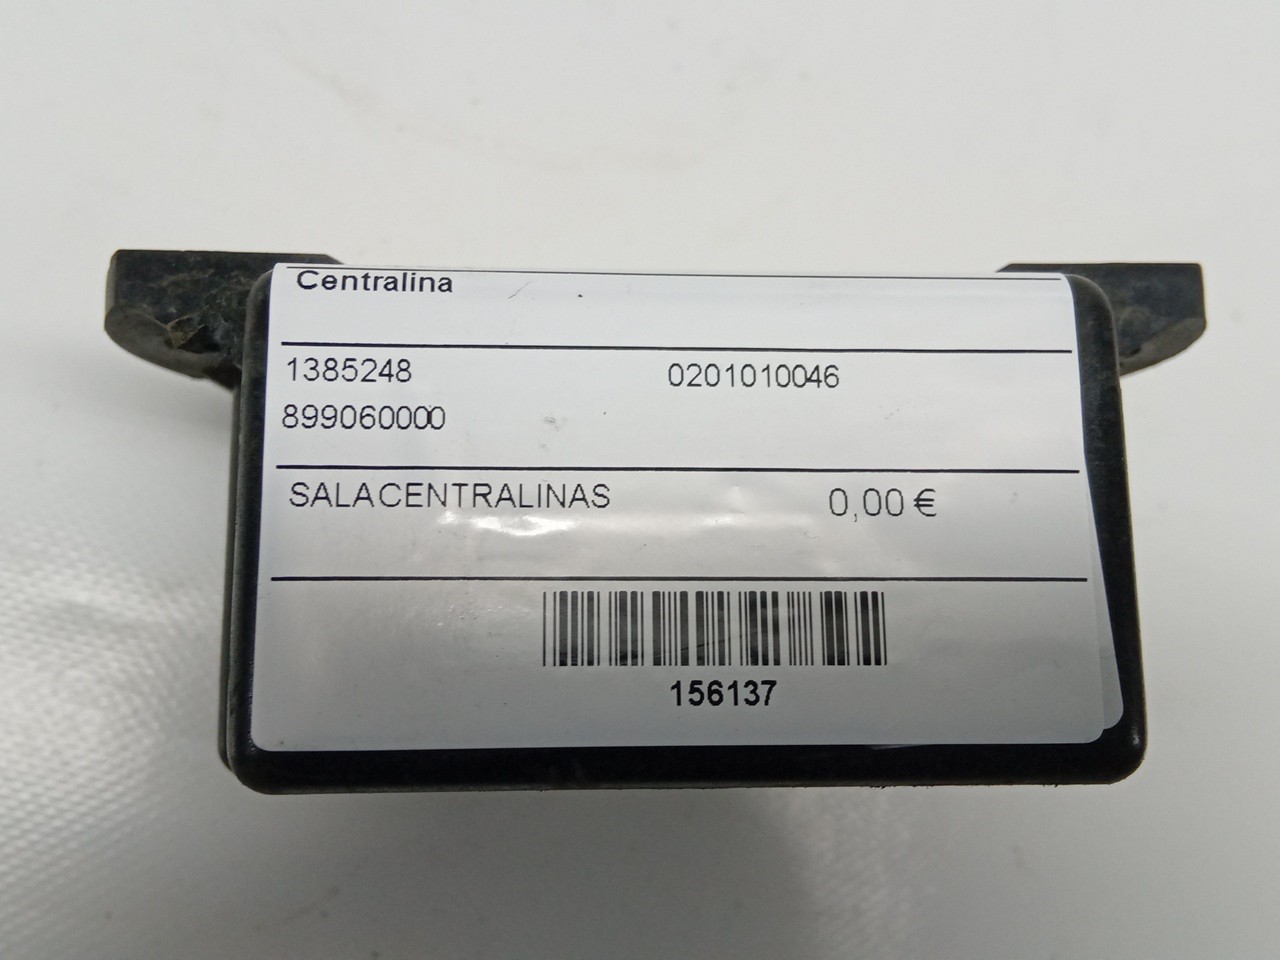 Centralina
1385248 0201010046
899060000
SALACENTRALINAS 0,00 €
156137